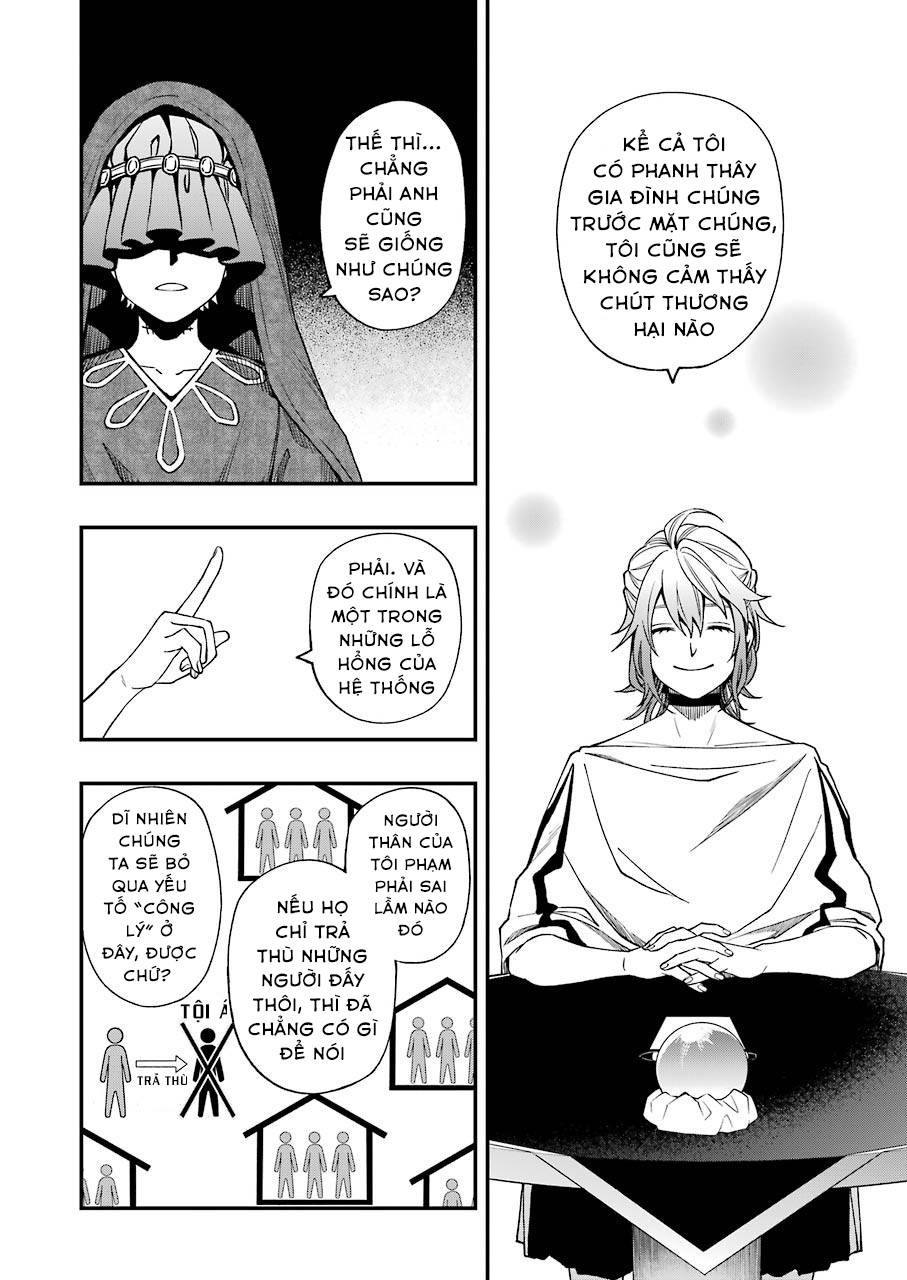 KỂ CẢ TÔI
CÓ PHANH THÂY
GIA ĐÌNH CHÚNG
TRƯỚC MẶT CHÚNG,
TÔI CŨNG SẼ
KHÔNG CẢM THẤY
CHÚT THƯƠNG
HẠI NÀO
THẾ THÌ...
CHẲNG
PHẢI ANH
CŨNG
SẼ GIỐNG
NHƯ CHÚNG
SAO?
PHẢI. VÀ
ĐÓ CHÍNH LÀ
MỘT TRONG
NHỮNG LỖ
HỔNG CỦA
HỆ THỐNG
NGƯỜI
THÂN CỦA
TÔI PHẠM
PHẢI SAI
LẦM NÀO
ĐÓ
NẾU HỌ
CHỈ TRẢ
THÙ NHỮNG
NGƯỜI ĐẤY
THÔI, THÌ ĐÃ
CHẲNG CÓ GÌ
ĐỂ NÓI
DĨ NHIÊN
CHÚNG
TA SẼ BỎ
QUA YẾU
TỐ “CÔNG
LÝ” Ở
ĐÂY, ĐƯỢC
CHỨ?
TỘI Á
TRẢ THÙ